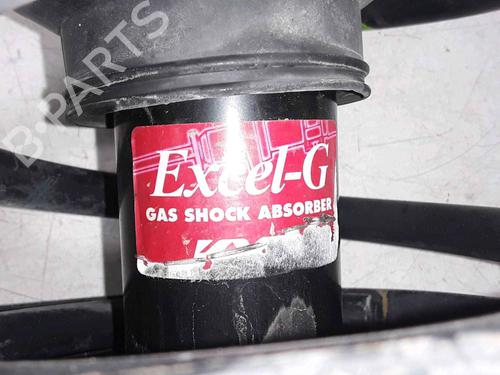 B-PARTS
Excel-G
GAS SHOCK ABSORBER